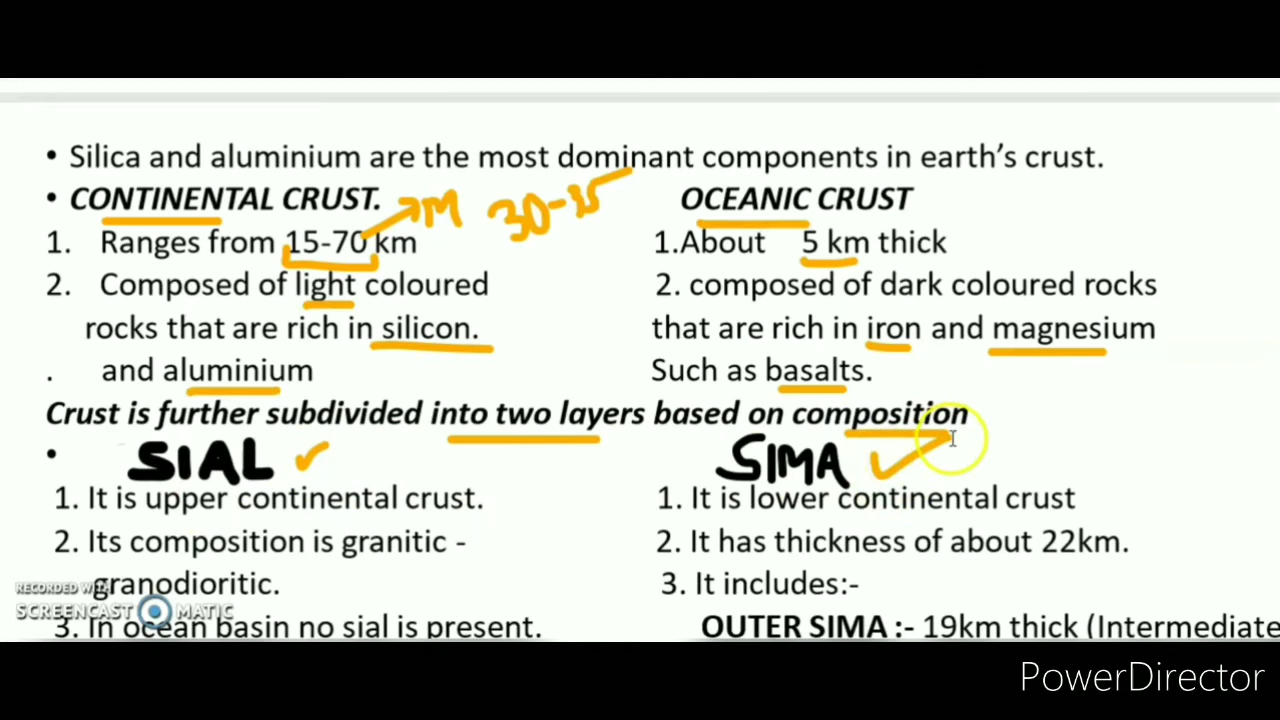 • Silica and aluminium are the most dominant components in earth's crust.
• CONTINENTAL CRUST. → M 30-35 OCEANIC CRUST
1. Ranges from 15-70 km 1.About 5 km thick
2. Composed of light coloured 2. composed of dark coloured rocks
rocks that are rich in silicon. that are rich in iron and magnesium
. and aluminium Such as basalts.
Crust is further subdivided into two layers based on composition
• SIAL ✓ SIMA ✓
1. It is upper continental crust. 1. It is lower continental crust
2. Its composition is granitic - 2. It has thickness of about 22km.
granodioritic. 3. It includes:-
3. In ocean basin no sial is present. OUTER SIMA :- 19km thick (Intermediate
RECORDED WITH
SCREENCAST MATIC
PowerDirector